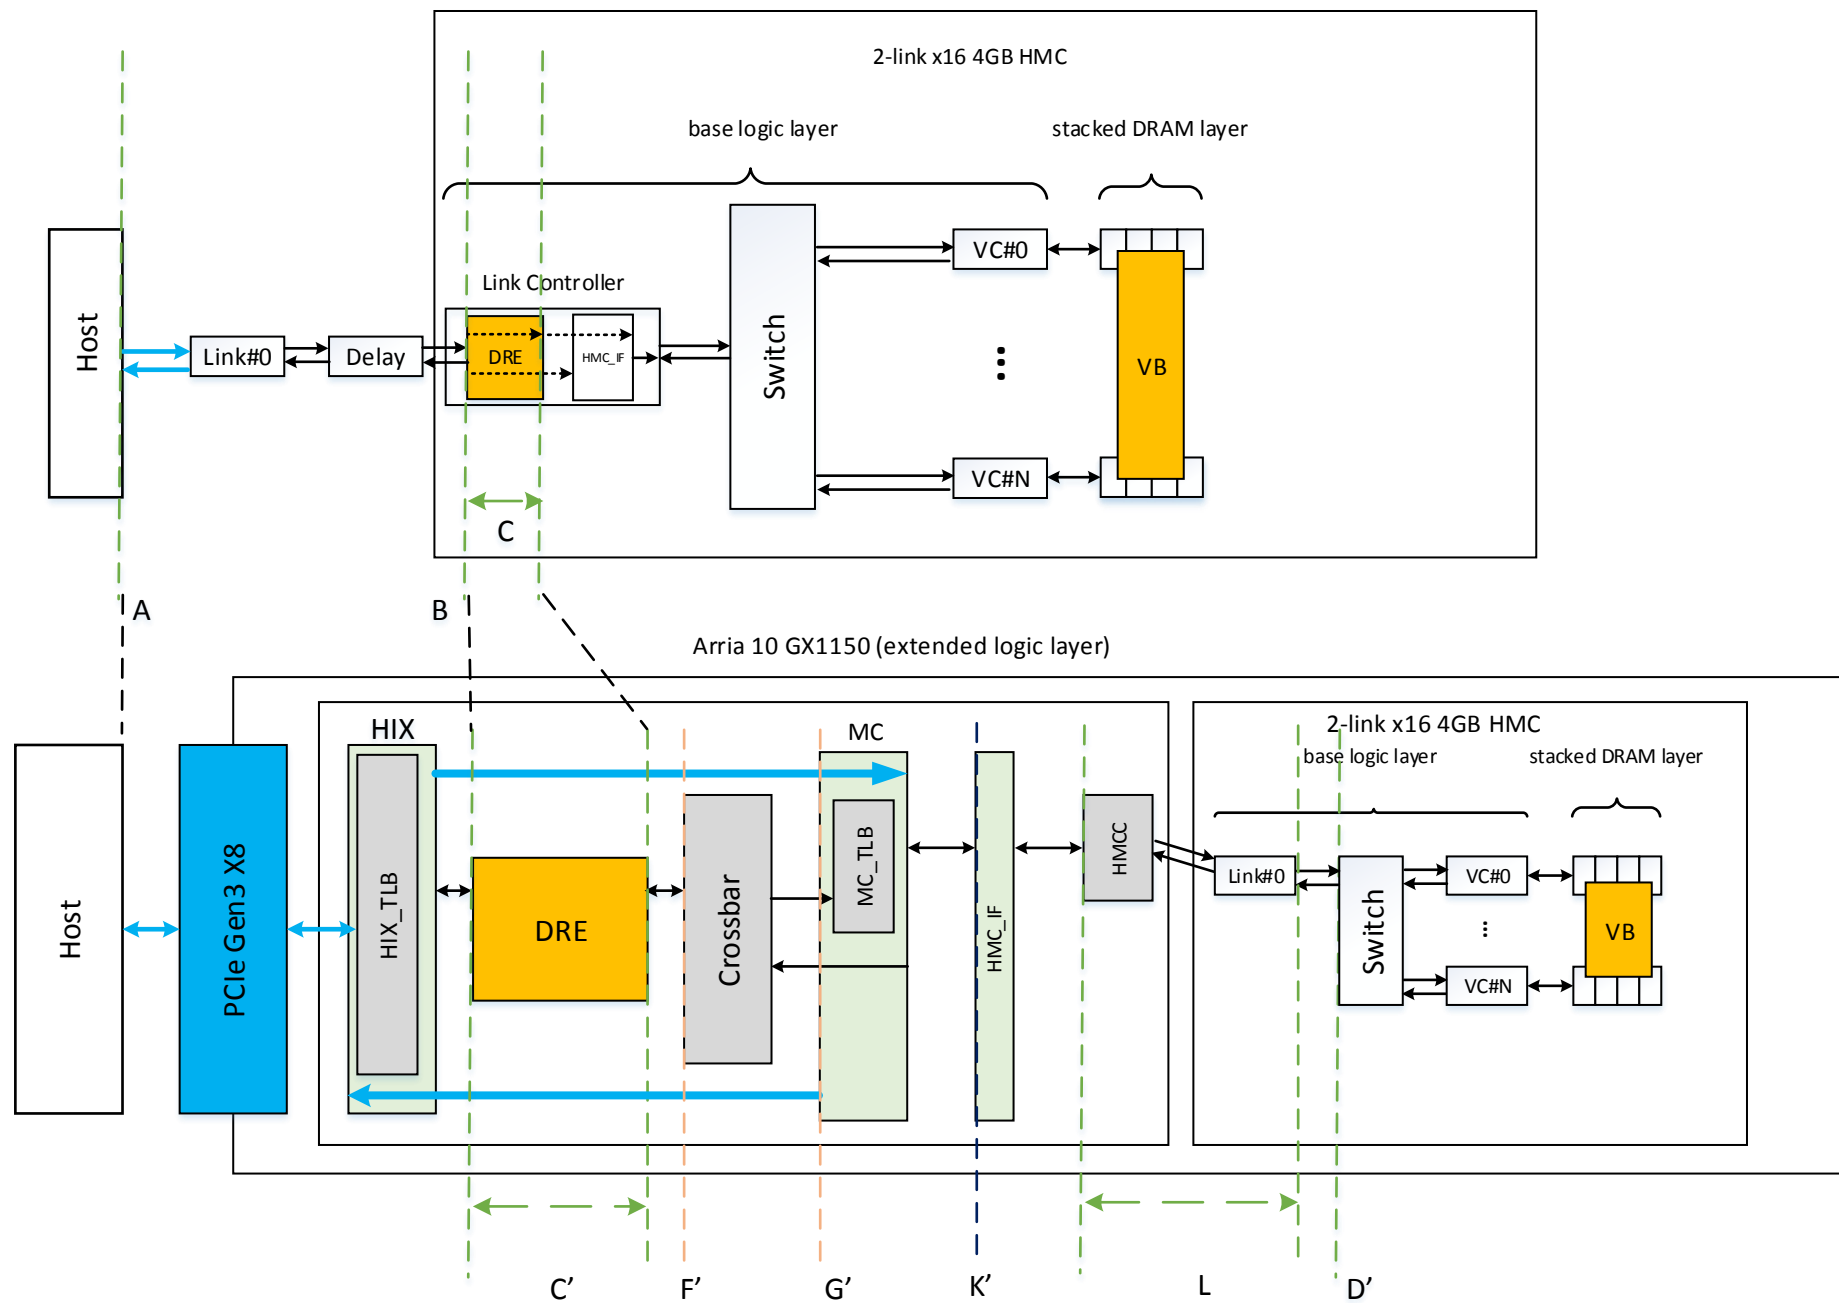 2-link x16 4GB HMC
base logic layer
stacked DRAM layer
Host
Link#0
Delay
Link Controller
DRE
HMC_IF
Switch
VC#0
VC#N
VB
C
A
B
Arria 10 GX1150 (extended logic layer)
Host
PCIe Gen3 X8
HIX
HIX_TLB
DRE
Crossbar
MC
MC_TLB
HMC_IF
HMCC
2-link x16 4GB HMC
base logic layer
stacked DRAM layer
Link#0
Switch
VC#0
VC#N
VB
C’
F’
G’
K’
L
D’